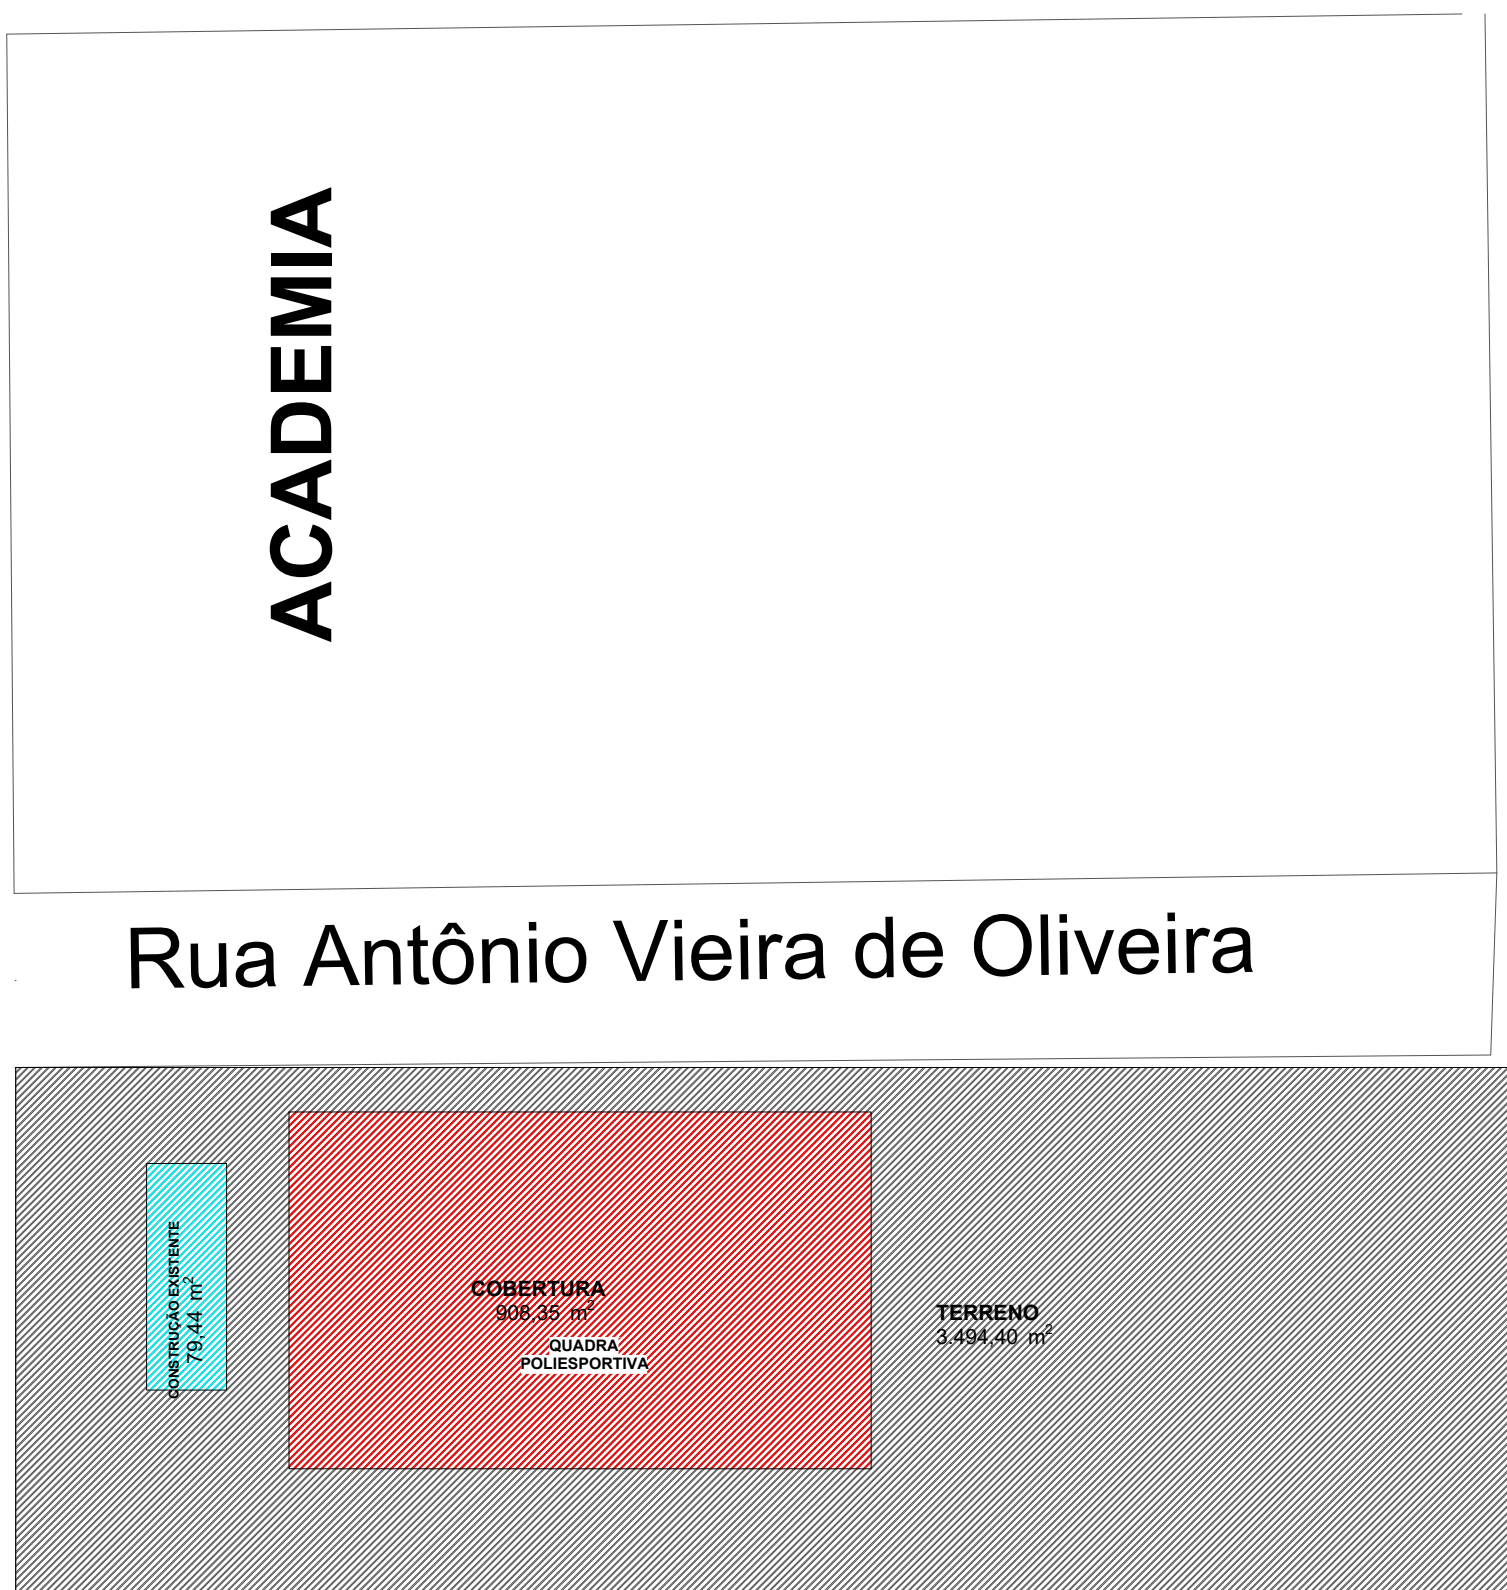 ACADEMIA
Rua Antônio Vieira de Oliveira
CONSTRUÇÃO EXISTENTE
79,44 m²
COBERTURA
908,35 m²
QUADRA
POLIESPORTIVA
TERRENO
3.494,40 m²